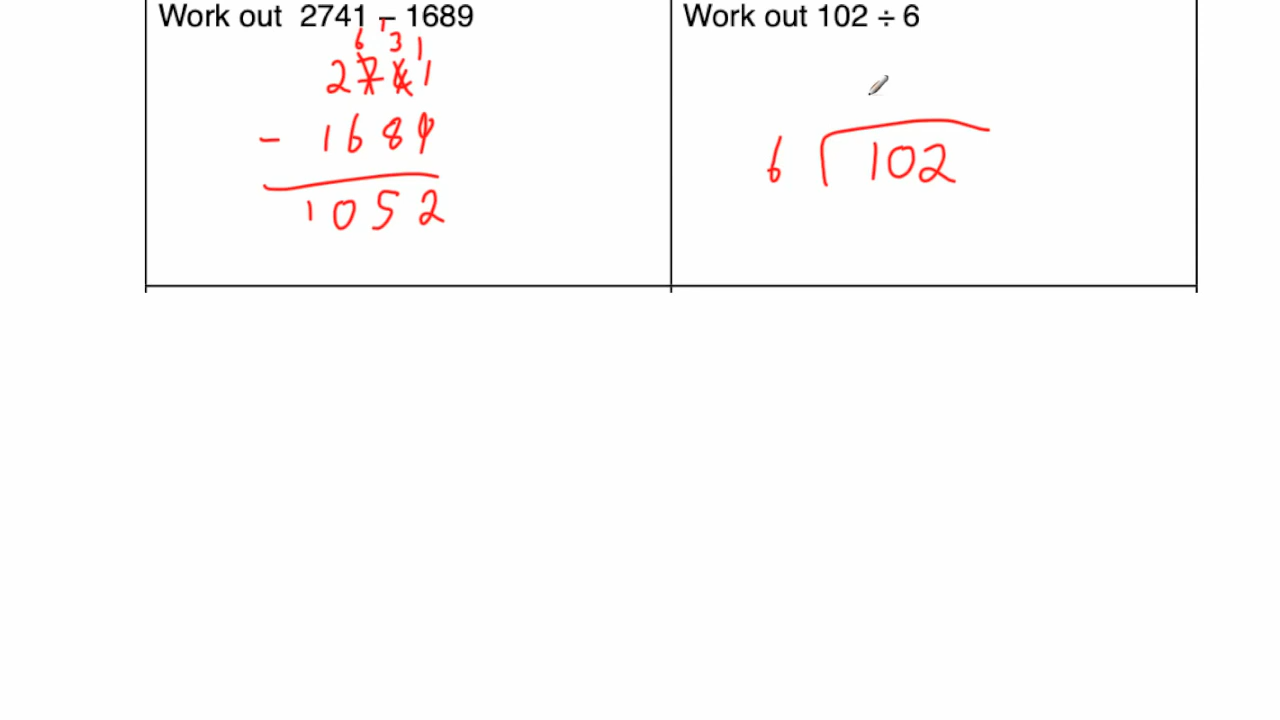 Work out 2741 – 1689
6 1 3 1
2741
- 1689
1052
Work out 102 ÷ 6
6 102